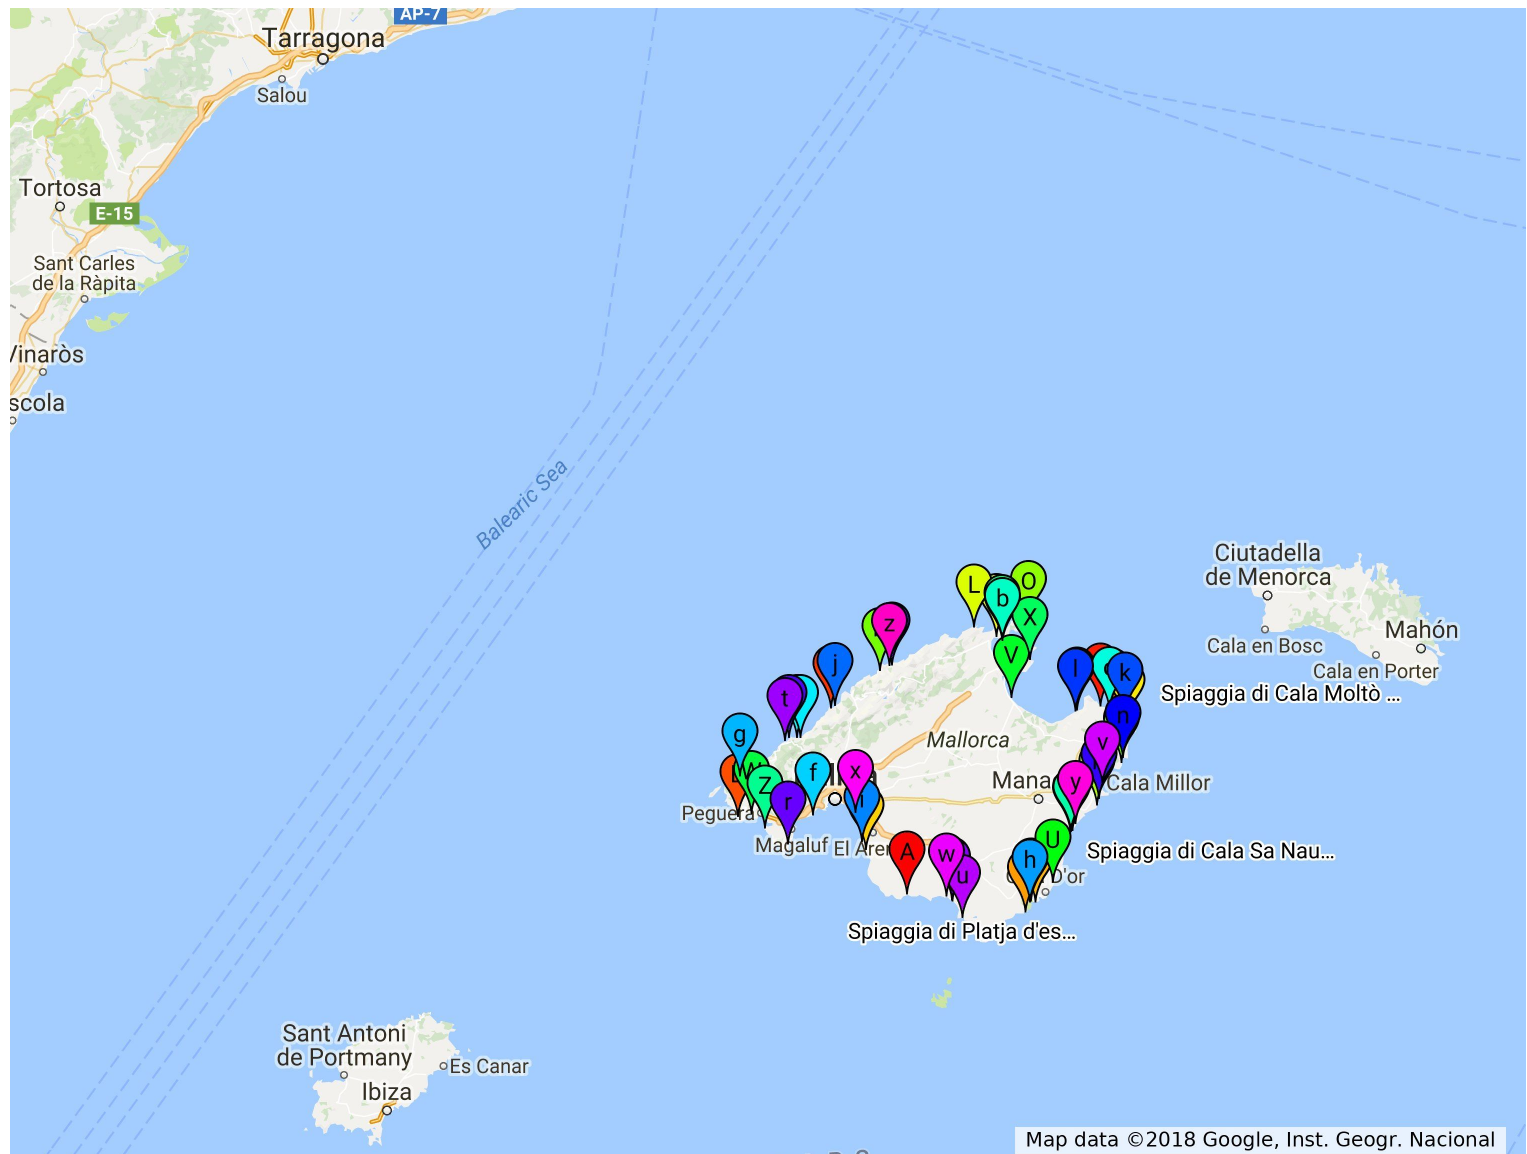 AP-7
Tarragona
Salou
Tortosa
E-15
Sant Carles
de la Ràpita
Vinaròs
scola
Balearic Sea
Ciutadella
de Menorca
Mahón
Cala en Bosc
Cala en Porter
L
O
b
X
z
V
j
l
k
Spiaggia di Cala Moltò ...
t
n
g
v
Mallorca
f
x
Z
r
y
Mana
Cala Millor
Peguera
Magaluf
El Aren
U
A
w
h
u
D'or
Spiaggia di Cala Sa Nau...
Spiaggia di Platja d'es...
Sant Antoni
de Portmany
Es Canar
Ibiza
Map data ©2018 Google, Inst. Geogr. Nacional